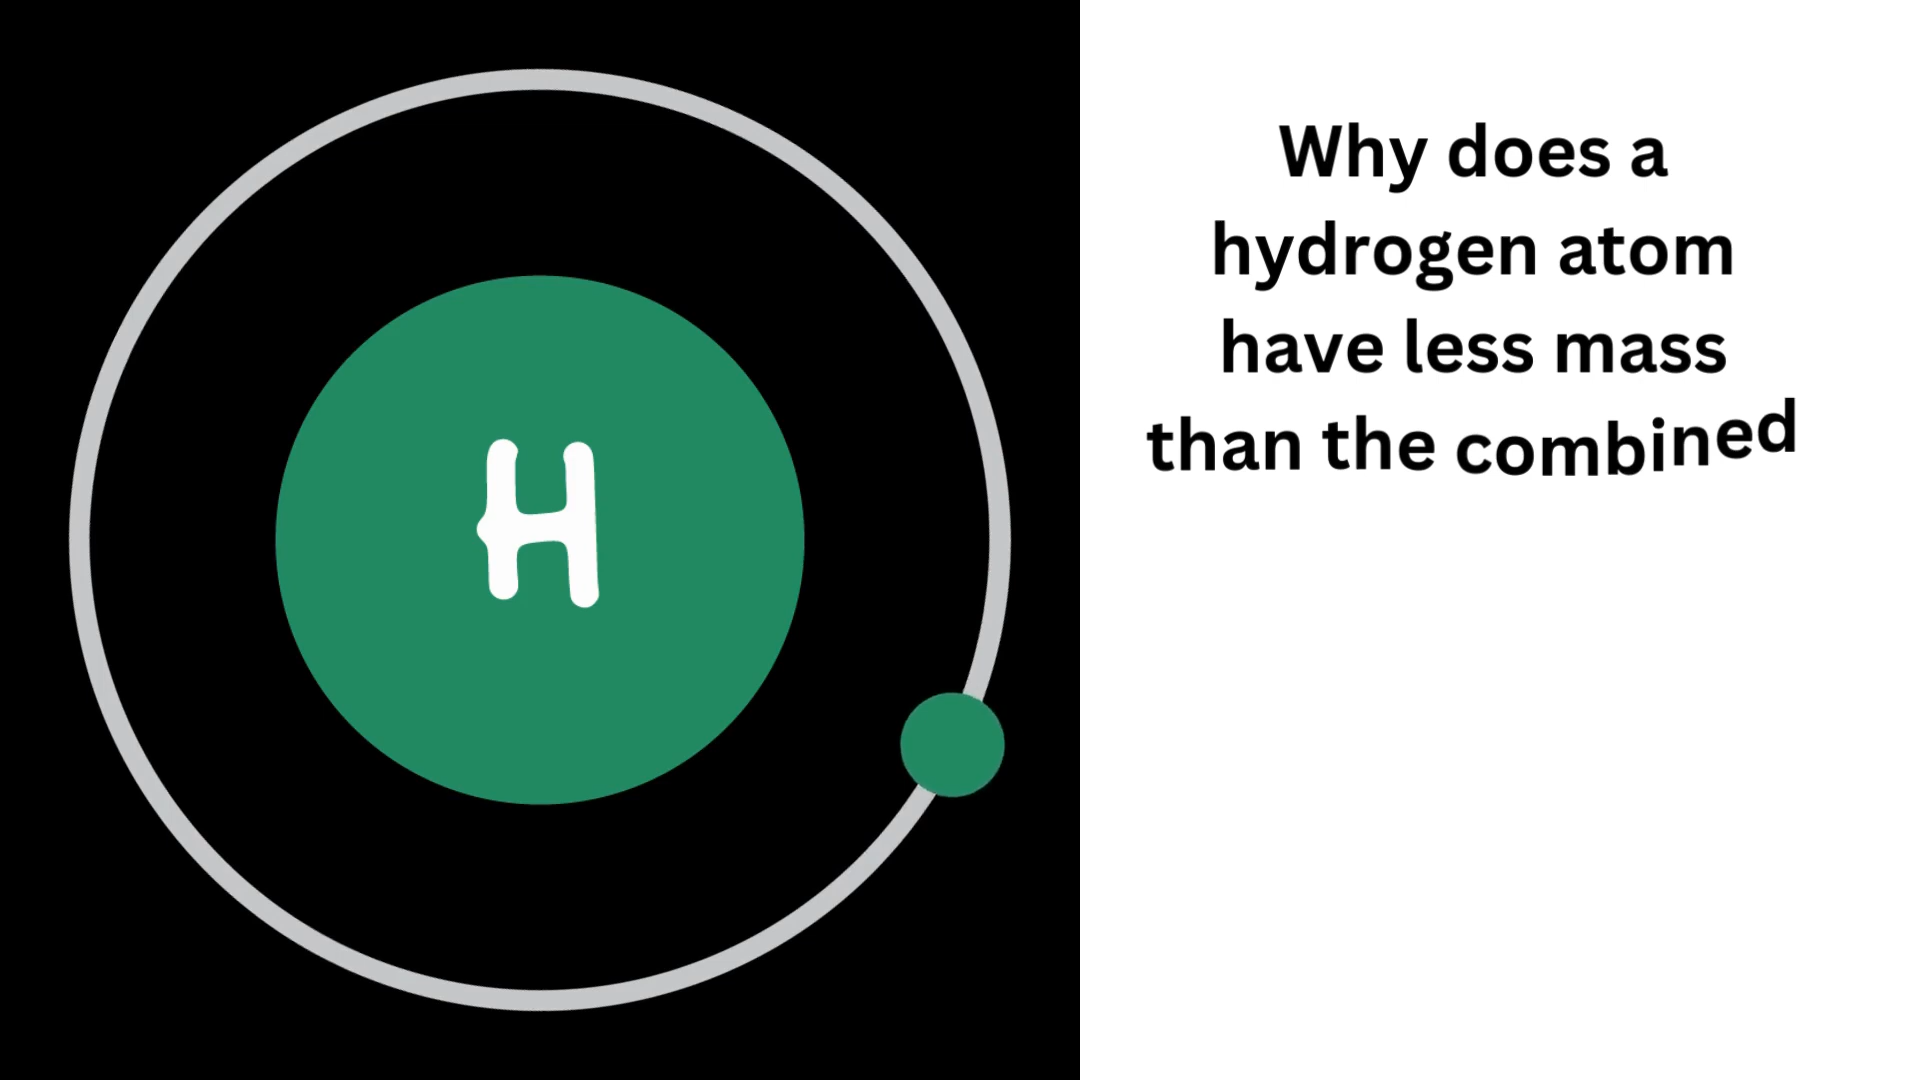 H
Why does a
hydrogen atom
have less mass
than the combined